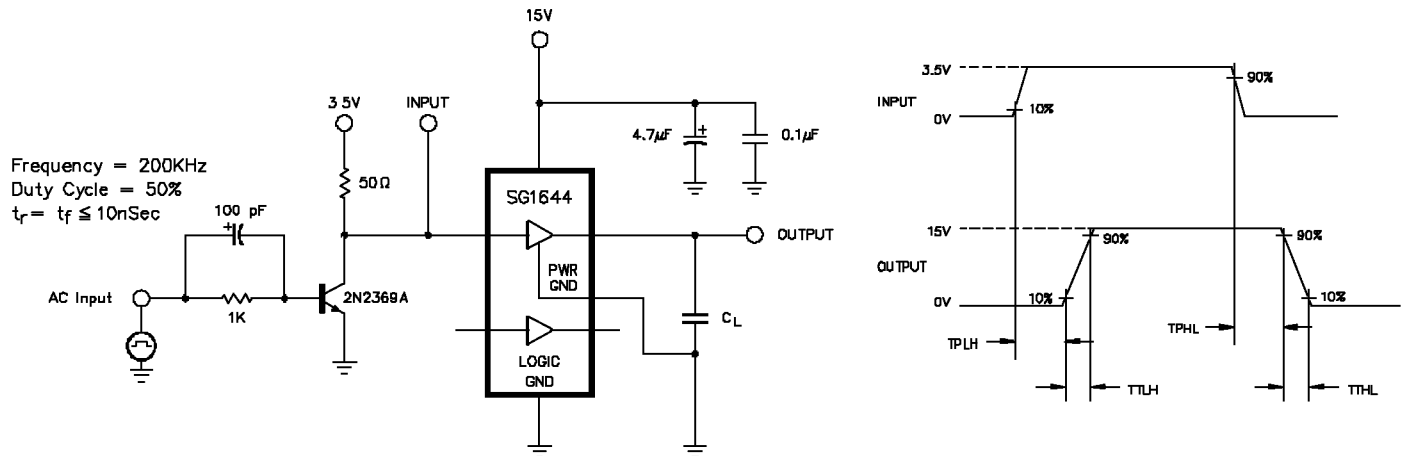 15V
3.5V
INPUT
4.7µF
+
0.1µF
Frequency = 200KHz
Duty Cycle = 50%
tr = tf ≤ 10nSec
50Ω
SG1644
100 pF
+
OUTPUT
AC Input
1K
2N2369A
PWR
GND
CL
LOGIC
GND
3.5V
INPUT
0V
10%
90%
15V
OUTPUT
0V
90%
10%
90%
10%
TPLH
TPHL
TTLH
TTHL